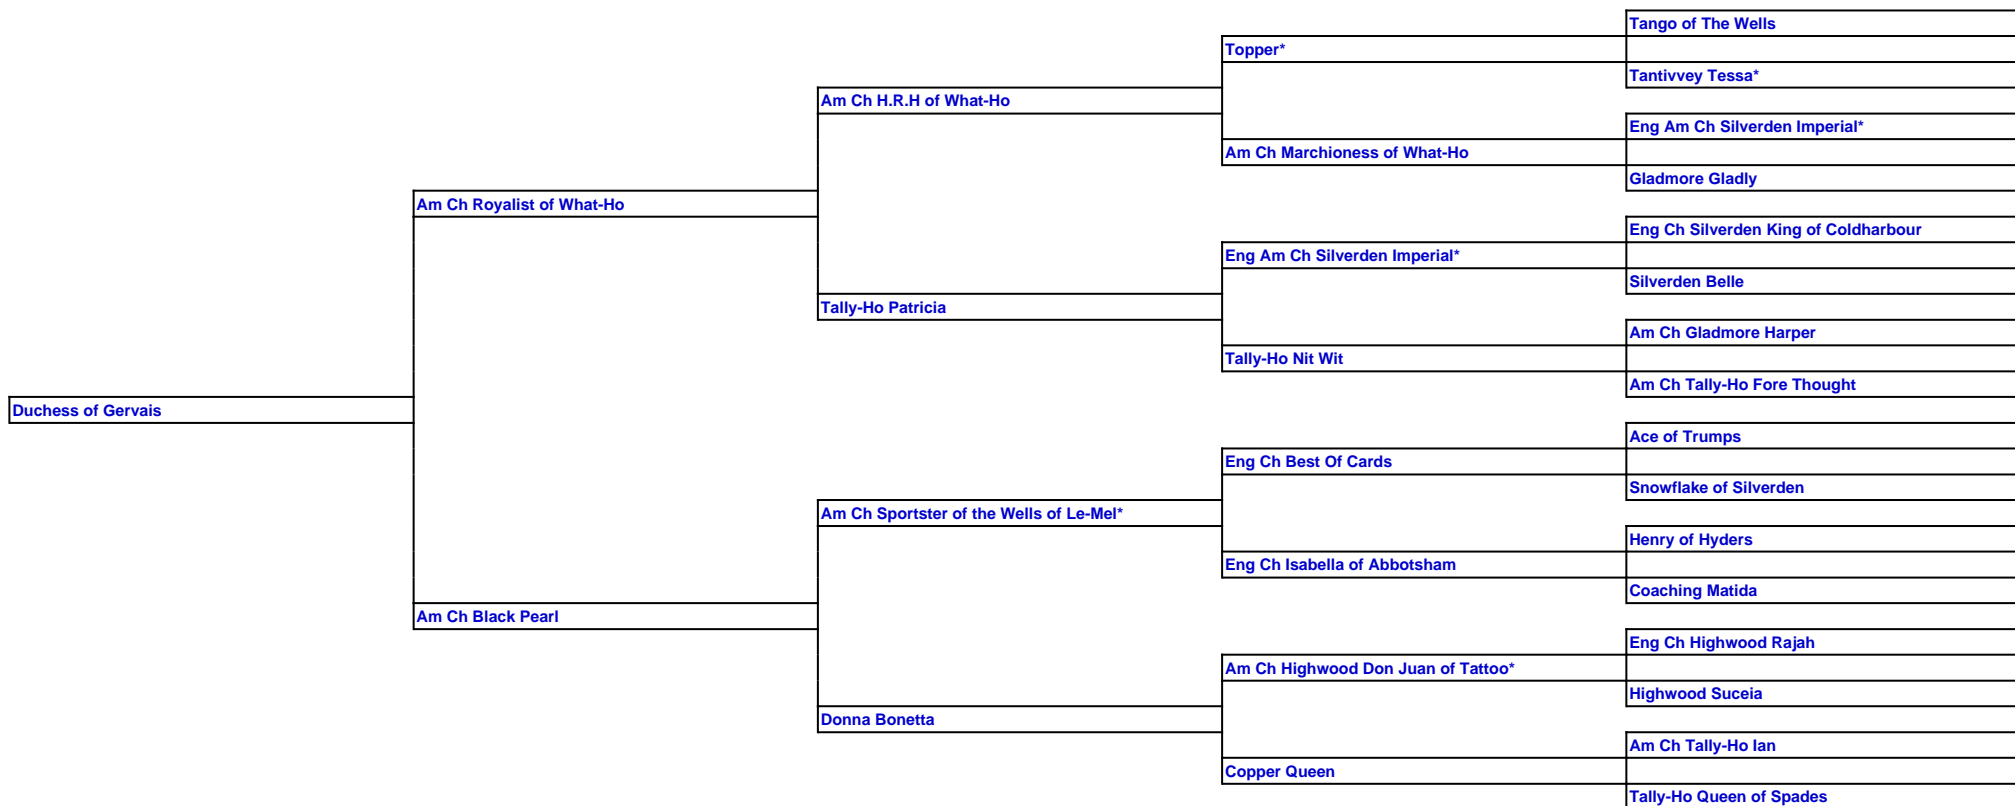 Tango of The Wells
Topper*
Tantivvey Tessa*
Am Ch H.R.H of What-Ho
Eng Am Ch Silverden Imperial*
Am Ch Marchioness of What-Ho
Gladmore Gladly
Am Ch Royalist of What-Ho
Eng Ch Silverden King of Coldharbour
Eng Am Ch Silverden Imperial*
Silverden Belle
Tally-Ho Patricia
Am Ch Gladmore Harper
Tally-Ho Nit Wit
Am Ch Tally-Ho Fore Thought
Duchess of Gervais
Ace of Trumps
Eng Ch Best Of Cards
Snowflake of Silverden
Am Ch Sportster of the Wells of Le-Mel*
Henry of Hyders
Eng Ch Isabella of Abbotsham
Coaching Matida
Am Ch Black Pearl
Eng Ch Highwood Rajah
Am Ch Highwood Don Juan of Tattoo*
Highwood Suceia
Donna Bonetta
Am Ch Tally-Ho Ian
Copper Queen
Tally-Ho Queen of Spades